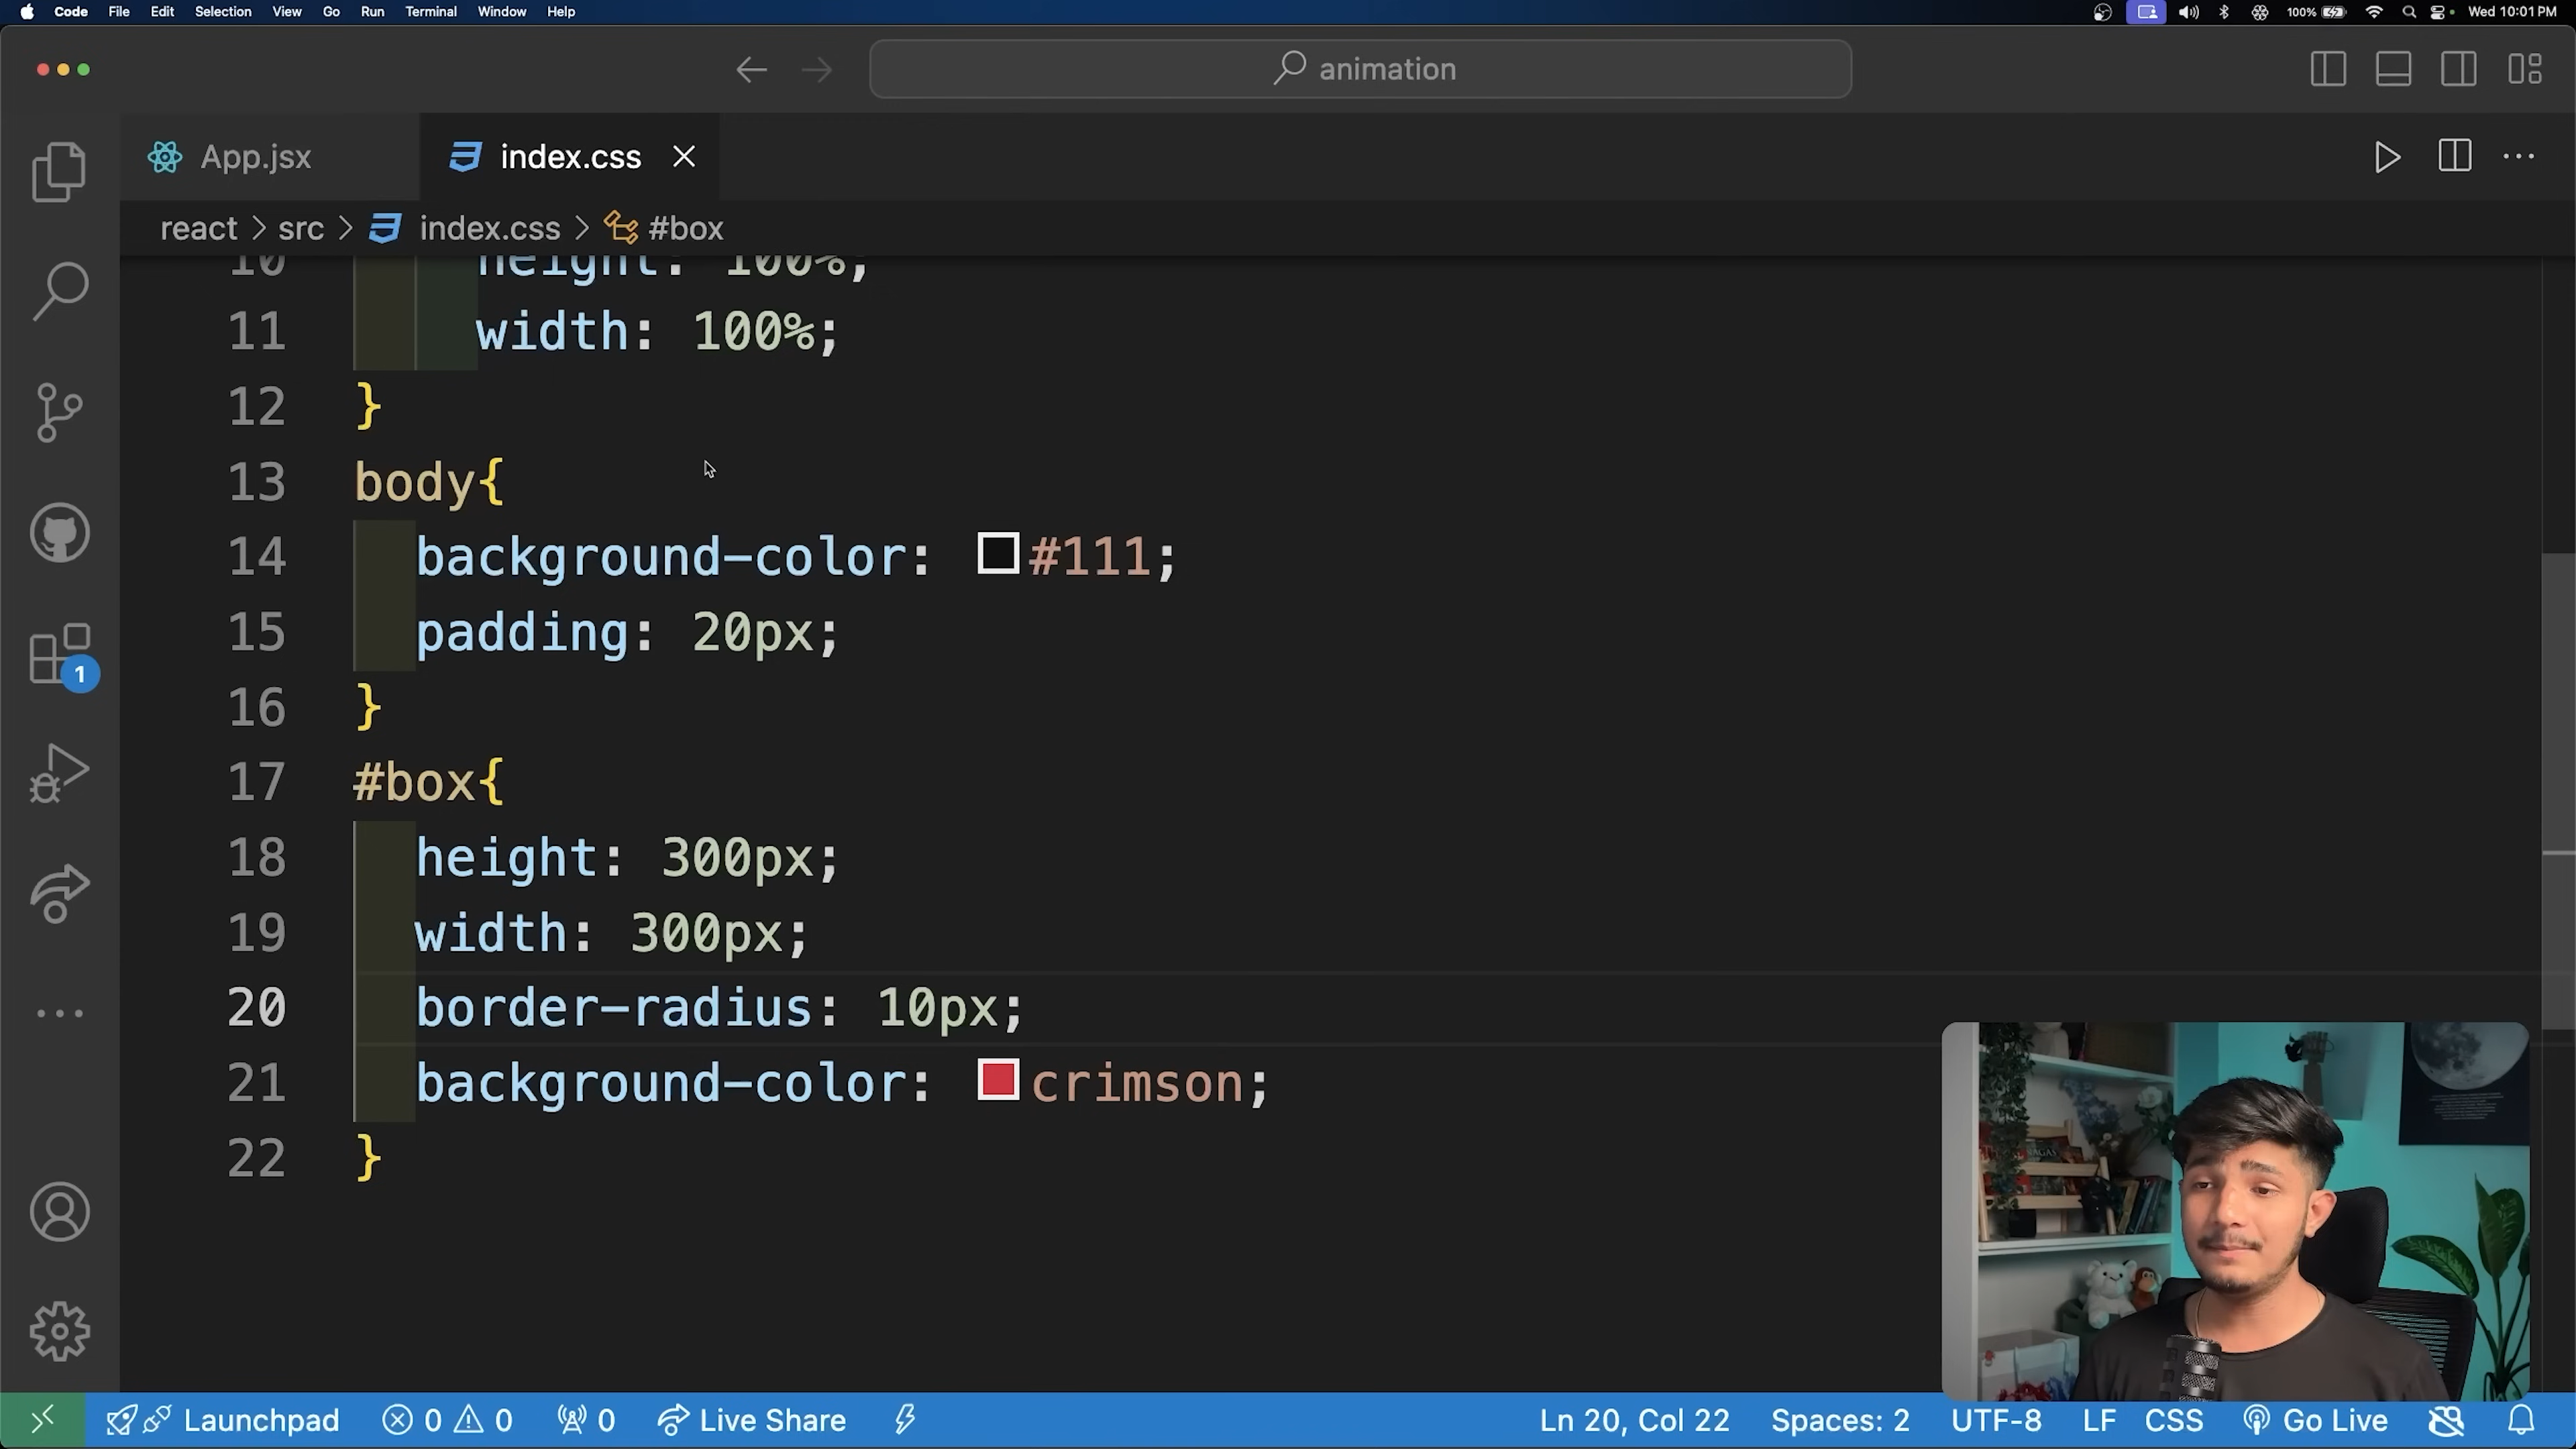 Code File Edit Selection View Go Run Terminal Window Help 100% Wed 10:01 PM
animation
App.jsx index.css
react > src > index.css > #box
10 height: 100%;
11 width: 100%;
12 }
13 body{
14 background-color: #111;
15 padding: 20px;
16 }
17 #box{
18 height: 300px;
19 width: 300px;
20 border-radius: 10px;
21 background-color: crimson;
22 }
1
Launchpad 0 0 0 Live Share Ln 20, Col 22 Spaces: 2 UTF-8 LF CSS Go Live